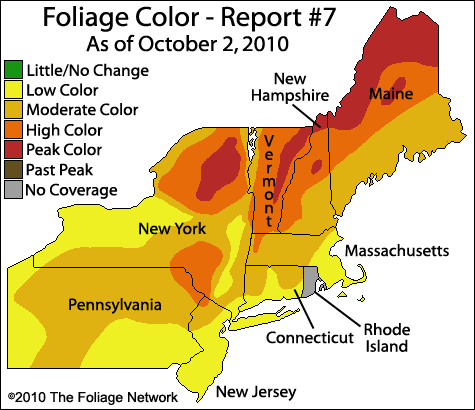 Foliage Color - Report #7
As of October 2, 2010
Little/No Change
Low Color
Moderate Color
High Color
Peak Color
Past Peak
No Coverage
New
Hampshire
Maine
Vermont
New York
Massachusetts
Pennsylvania
Connecticut
Rhode
Island
New Jersey
©2010 The Foliage Network